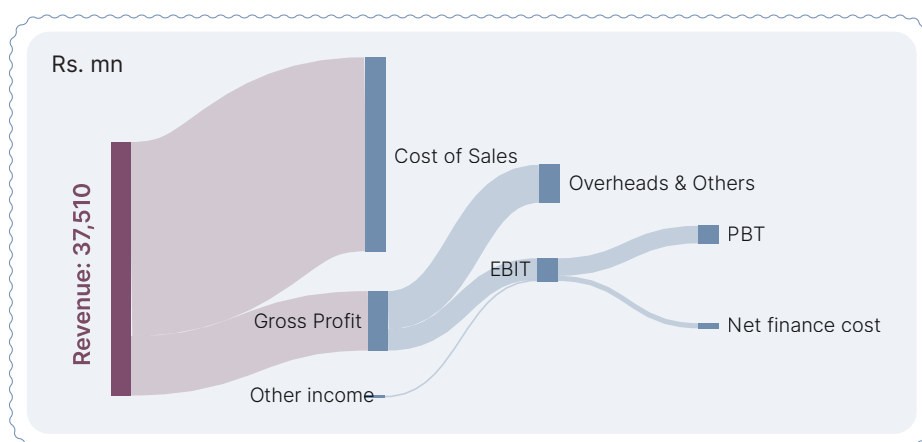 Rs. mn
Revenue: 37,510
Cost of Sales
Overheads & Others
PBT
EBIT
Gross Profit
Net finance cost
Other income